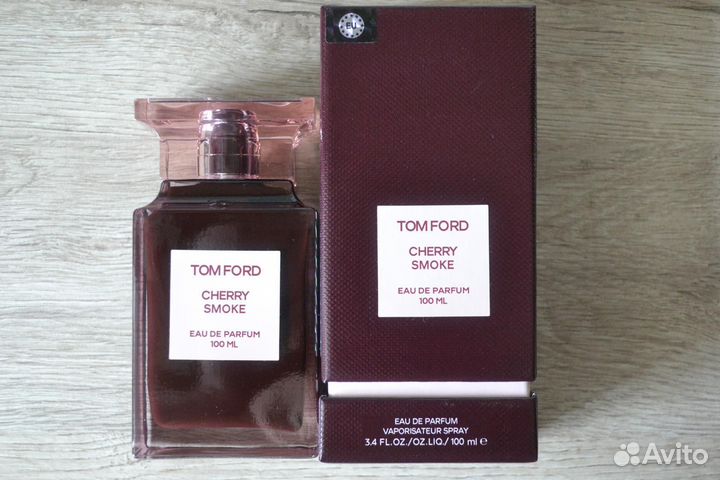 TOM FORD
CHERRY
SMOKE
EAU DE PARFUM
100 ML
EU
TOM FORD
CHERRY
SMOKE
EAU DE PARFUM
100 ML
EAU DE PARFUM
VAPORISATEUR SPRAY
3.4 FL.OZ./OZ.LIQ./100 ml e
Avito